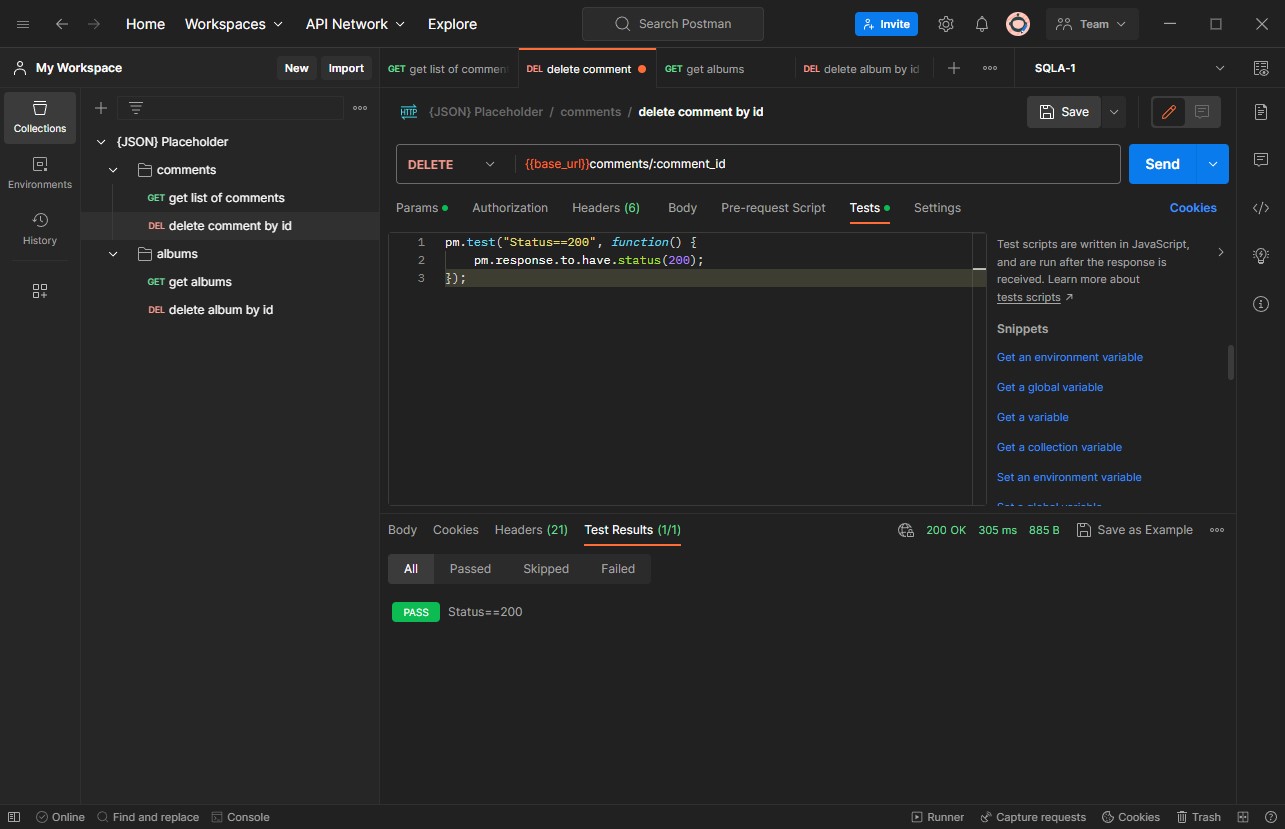 Home Workspaces API Network Explore Search Postman Invite Team
My Workspace New Import GET get list of commen DEL delete comment GET get albums DEL delete album by id SQLA-1
Collections
Environments
History
{JSON} Placeholder
comments
GET get list of comments
DEL delete comment by id
albums
GET get albums
DEL delete album by id
HTTP {JSON} Placeholder / comments / delete comment by id Save
DELETE {{base_url}}comments/:comment_id Send
Params Authorization Headers (6) Body Pre-request Script Tests Settings Cookies
1 pm.test("Status==200", function() {
2 pm.response.to.have.status(200);
3 });
Test scripts are written in JavaScript,
and are run after the response is
received. Learn more about
tests scripts ↗
Snippets
Get an environment variable
Get a global variable
Get a variable
Get a collection variable
Set an environment variable
Set a global variable
Body Cookies Headers (21) Test Results (1/1) 200 OK 305 ms 885 B Save as Example
All Passed Skipped Failed
PASS Status==200
Online Find and replace Console Runner Capture requests Cookies Trash